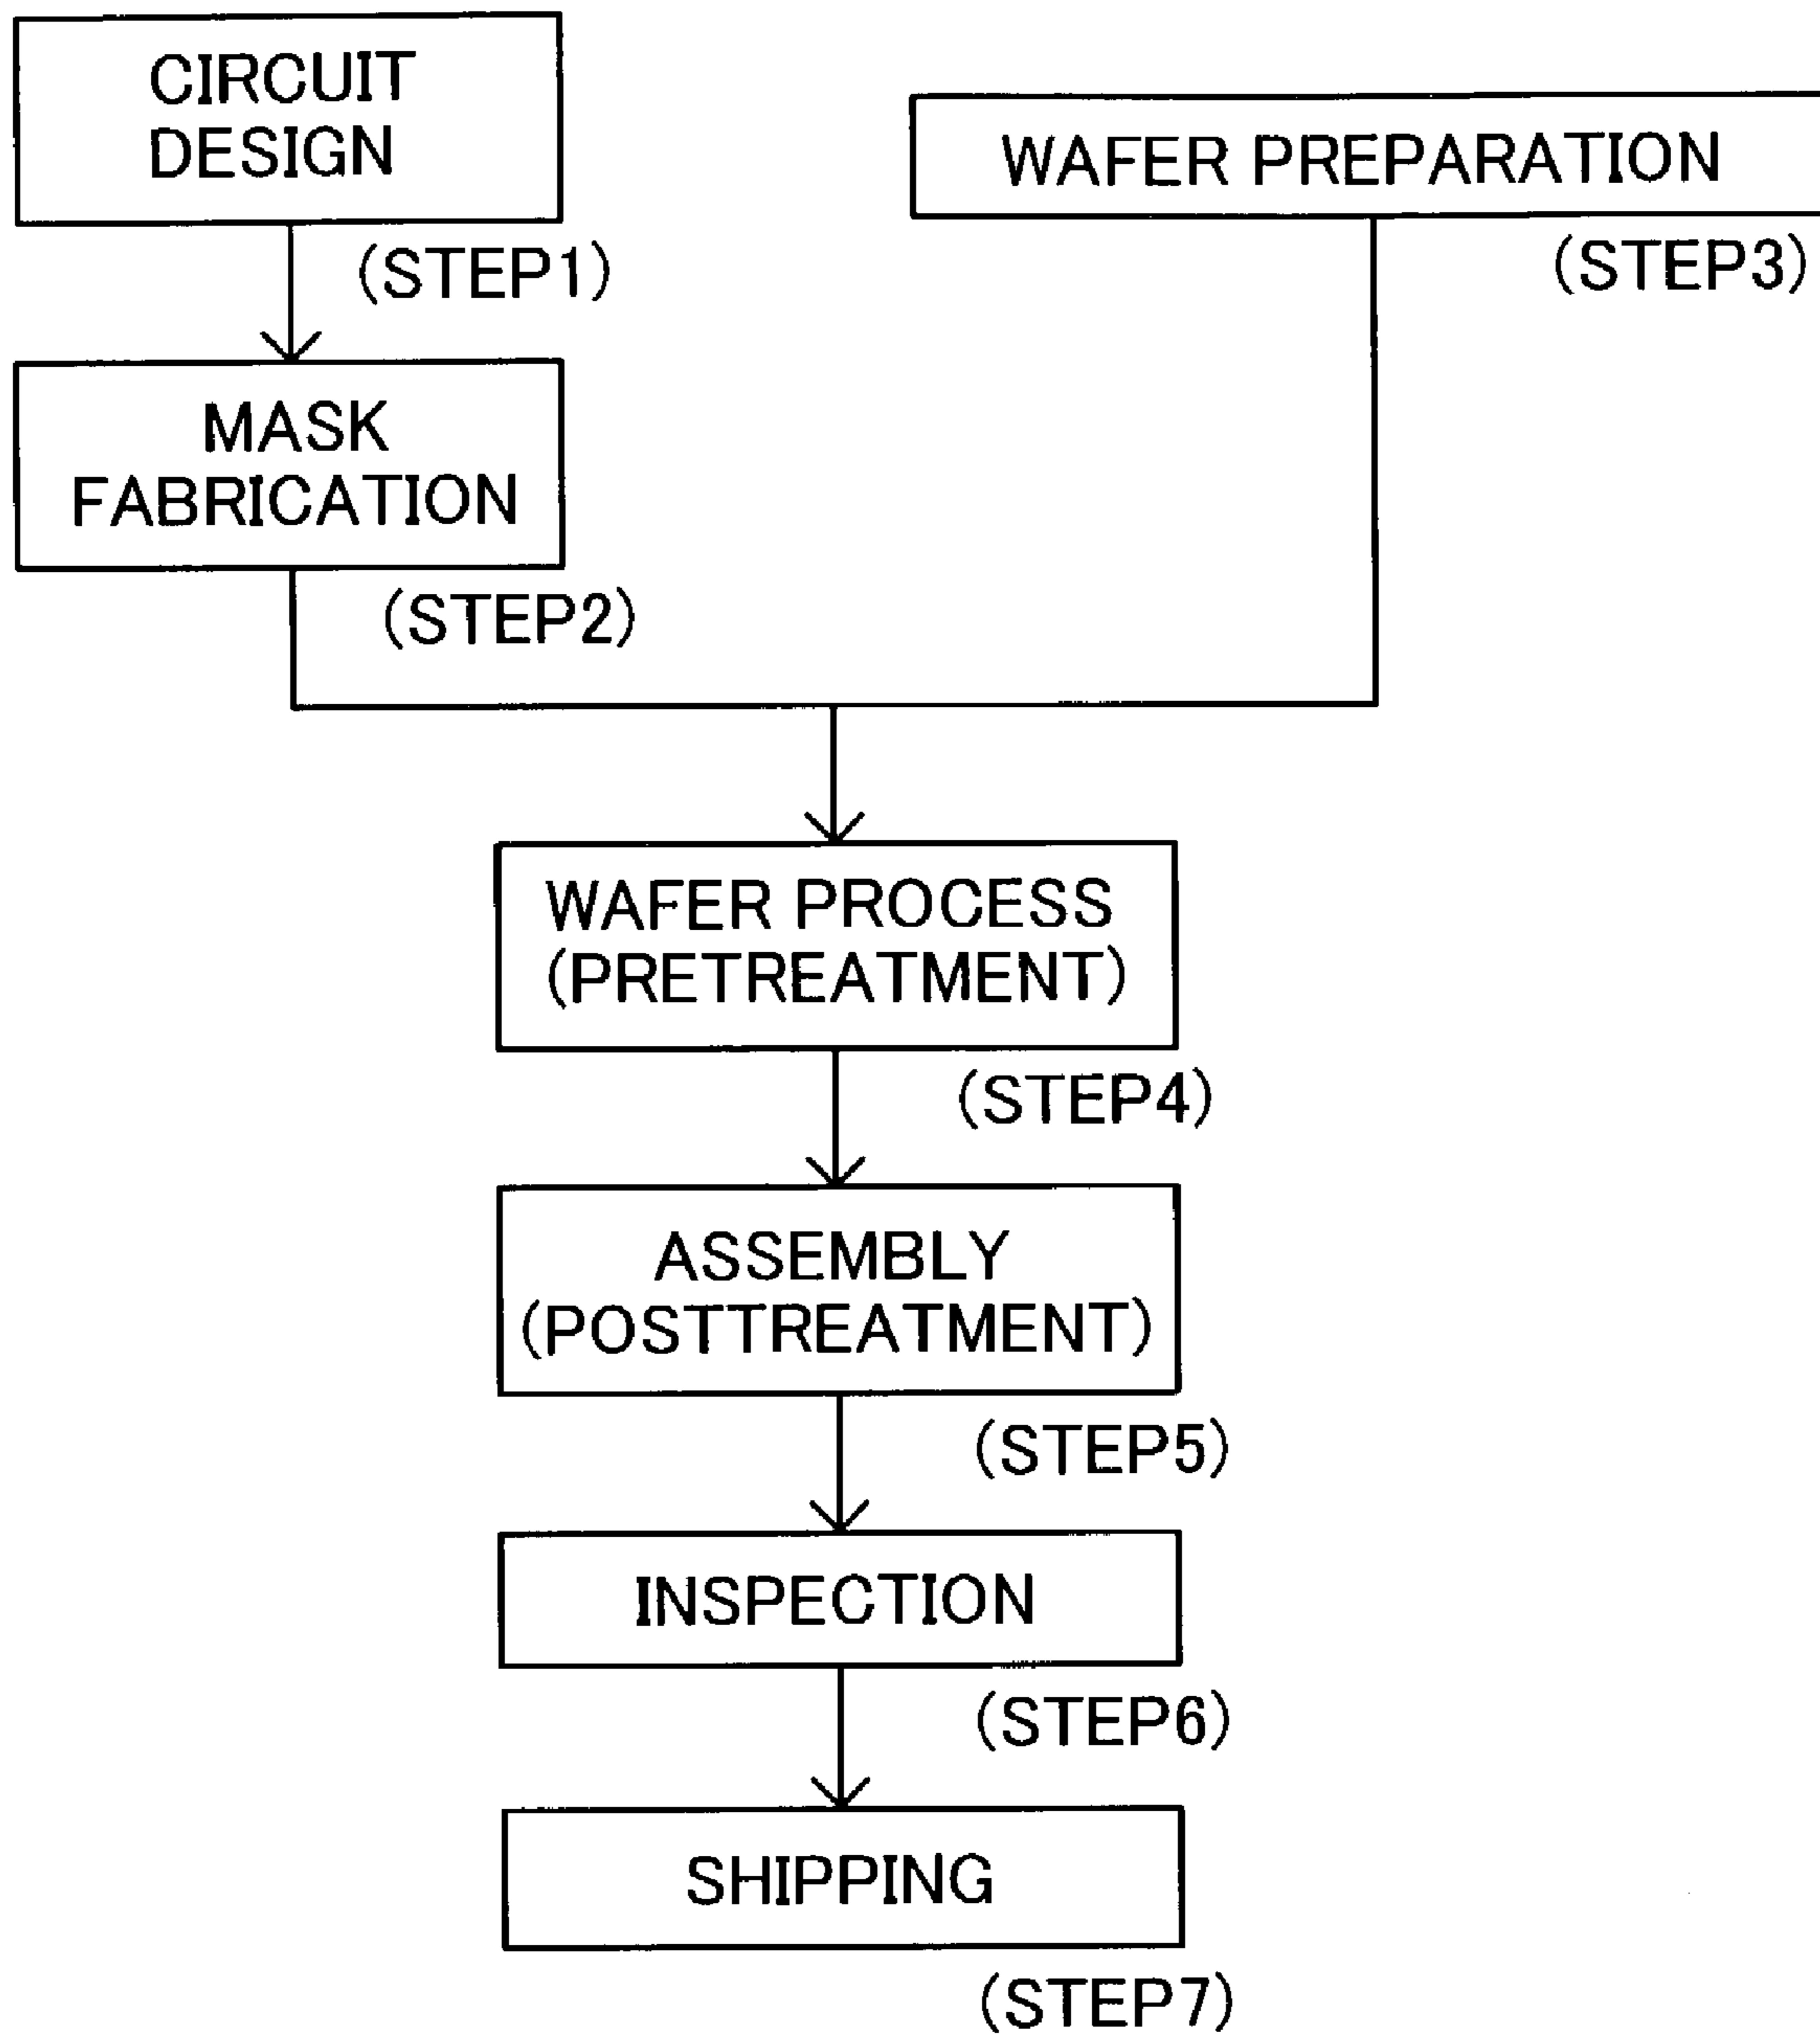 CIRCUIT
DESIGN
(STEP1)
MASK
FABRICATION
(STEP2)
WAFER PREPARATION
(STEP3)
WAFER PROCESS
(PRETREATMENT)
(STEP4)
ASSEMBLY
(POSTTREATMENT)
(STEP5)
INSPECTION
(STEP6)
SHIPPING
(STEP7)